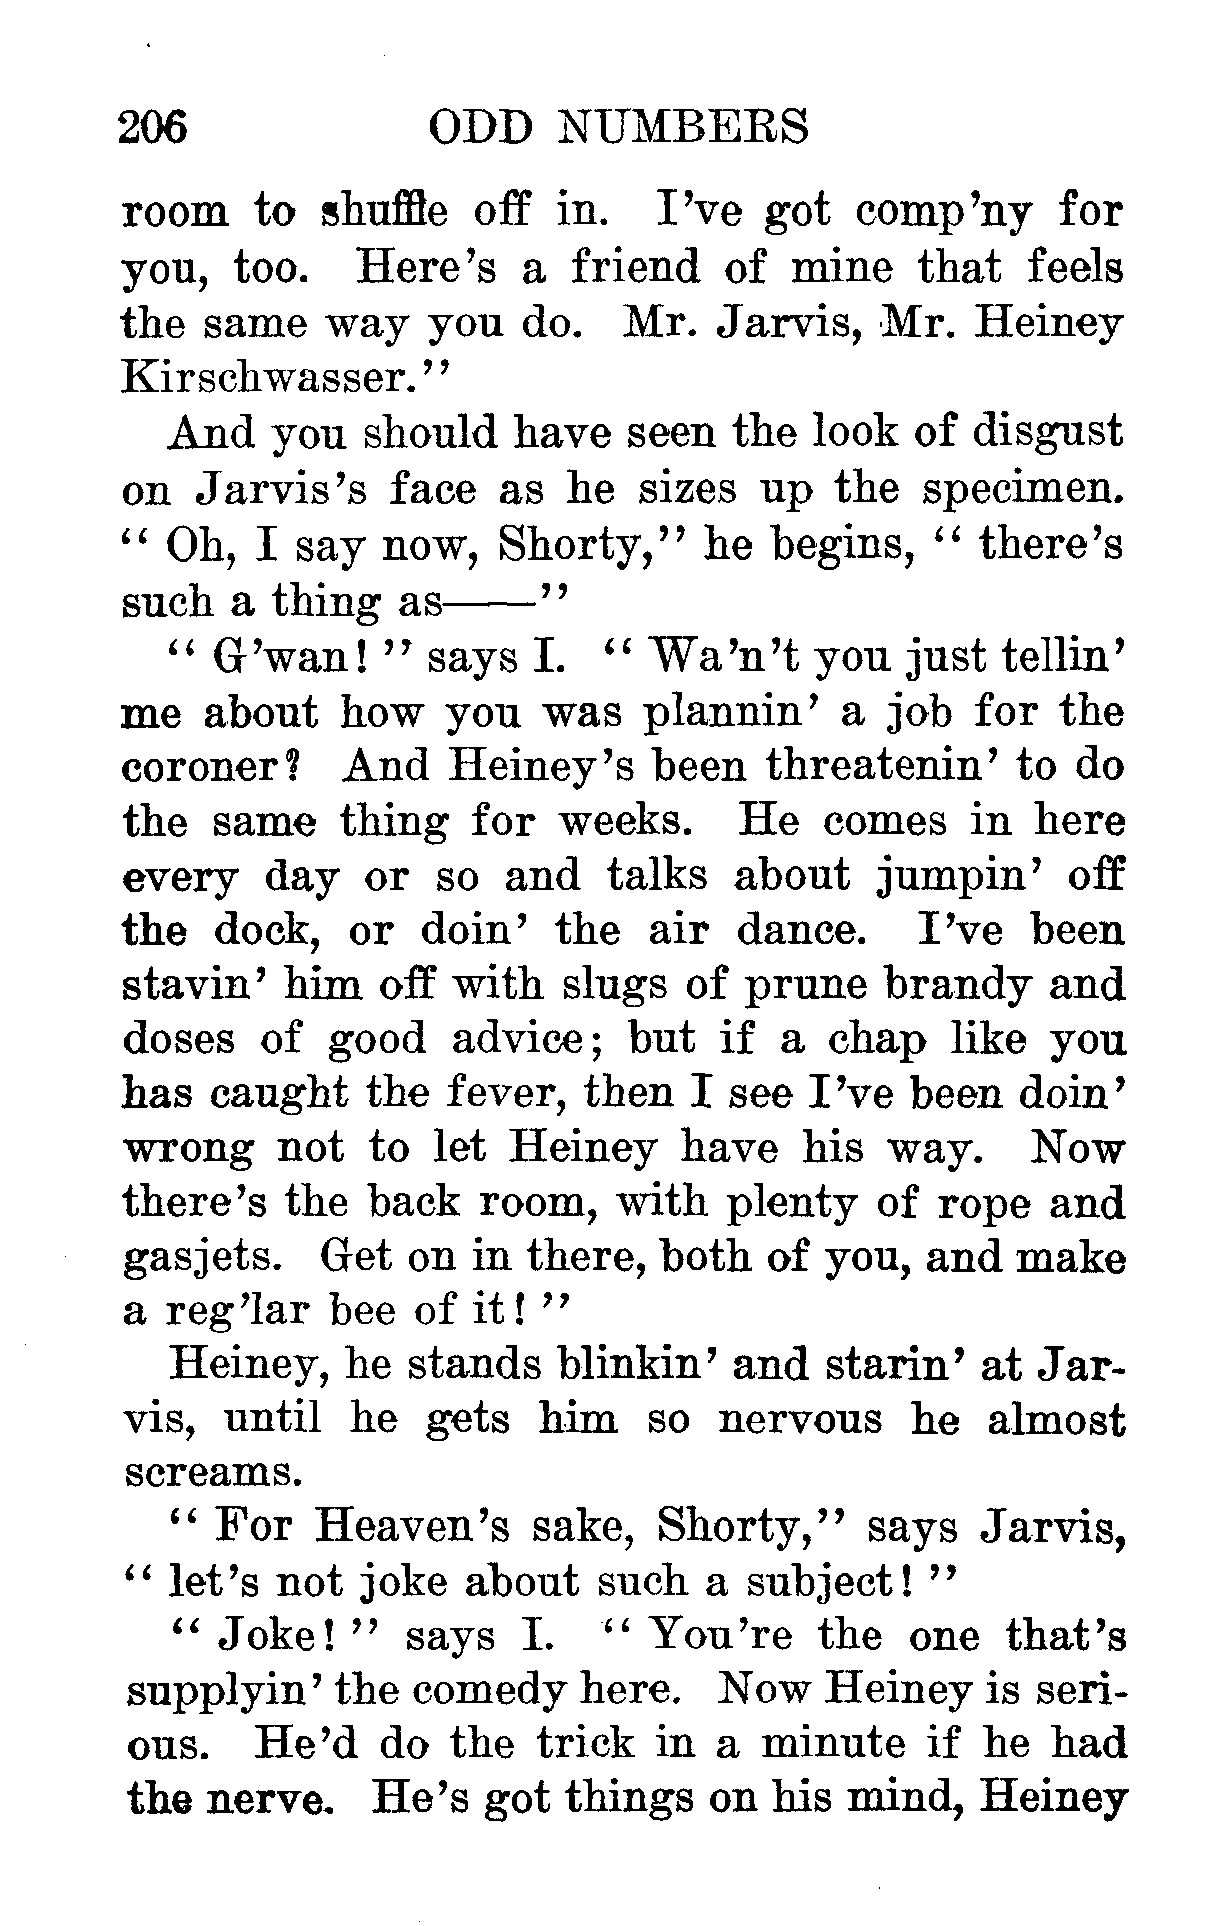 206 ODD NUMBERS
room to shuffle off in. I've got comp'ny for
you, too. Here's a friend of mine that feels
the same way you do. Mr. Jarvis, Mr. Heiney
Kirschwasser."
And you should have seen the look of disgust
on Jarvis's face as he sizes up the specimen.
" Oh, I say now, Shorty," he begins, " there's
such a thing as——"
" G'wan! " says I. " Wa'n't you just tellin'
me about how you was plannin' a job for the
coroner? And Heiney's been threatenin' to do
the same thing for weeks. He comes in here
every day or so and talks about jumpin' off
the dock, or doin' the air dance. I've been
stavin' him off with slugs of prune brandy and
doses of good advice; but if a chap like you
has caught the fever, then I see I've been doin'
wrong not to let Heiney have his way. Now
there's the back room, with plenty of rope and
gasjets. Get on in there, both of you, and make
a reg'lar bee of it! "
Heiney, he stands blinkin' and starin' at Jar-
vis, until he gets him so nervous he almost
screams.
" For Heaven's sake, Shorty," says Jarvis,
" let's not joke about such a subject! "
" Joke! " says I. " You're the one that's
supplyin' the comedy here. Now Heiney is seri-
ous. He'd do the trick in a minute if he had
the nerve. He's got things on his mind, Heiney